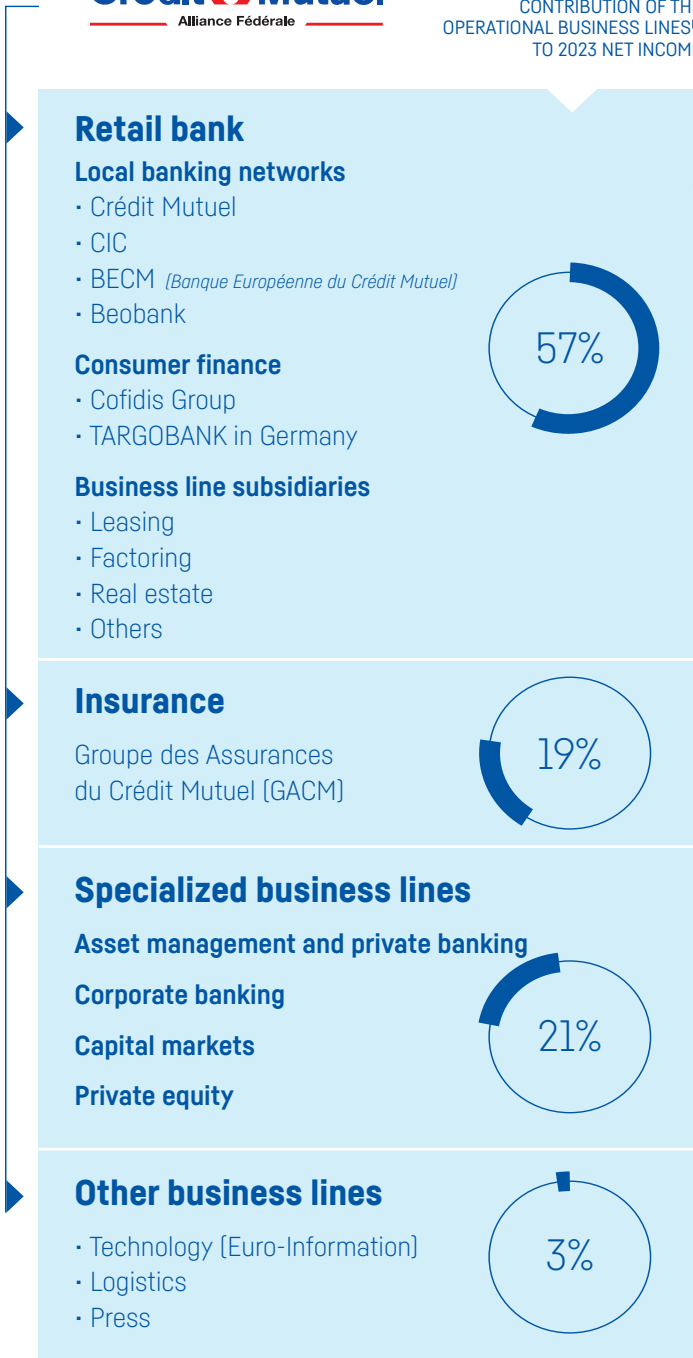 Crédit Mutuel
Alliance Fédérale
CONTRIBUTION OF TH
OPERATIONAL BUSINESS LINES
TO 2023 NET INCOM
Retail bank
Local banking networks
· Crédit Mutuel
· CIC
· BECM (Banque Européenne du Crédit Mutuel)
· Beobank
57%
Consumer finance
· Cofidis Group
· TARGOBANK in Germany
Business line subsidiaries
· Leasing
· Factoring
· Real estate
· Others
Insurance
Groupe des Assurances
du Crédit Mutuel (GACM)
19%
Specialized business lines
Asset management and private banking
Corporate banking
Capital markets
Private equity
21%
Other business lines
· Technology (Euro-Information)
· Logistics
· Press
3%